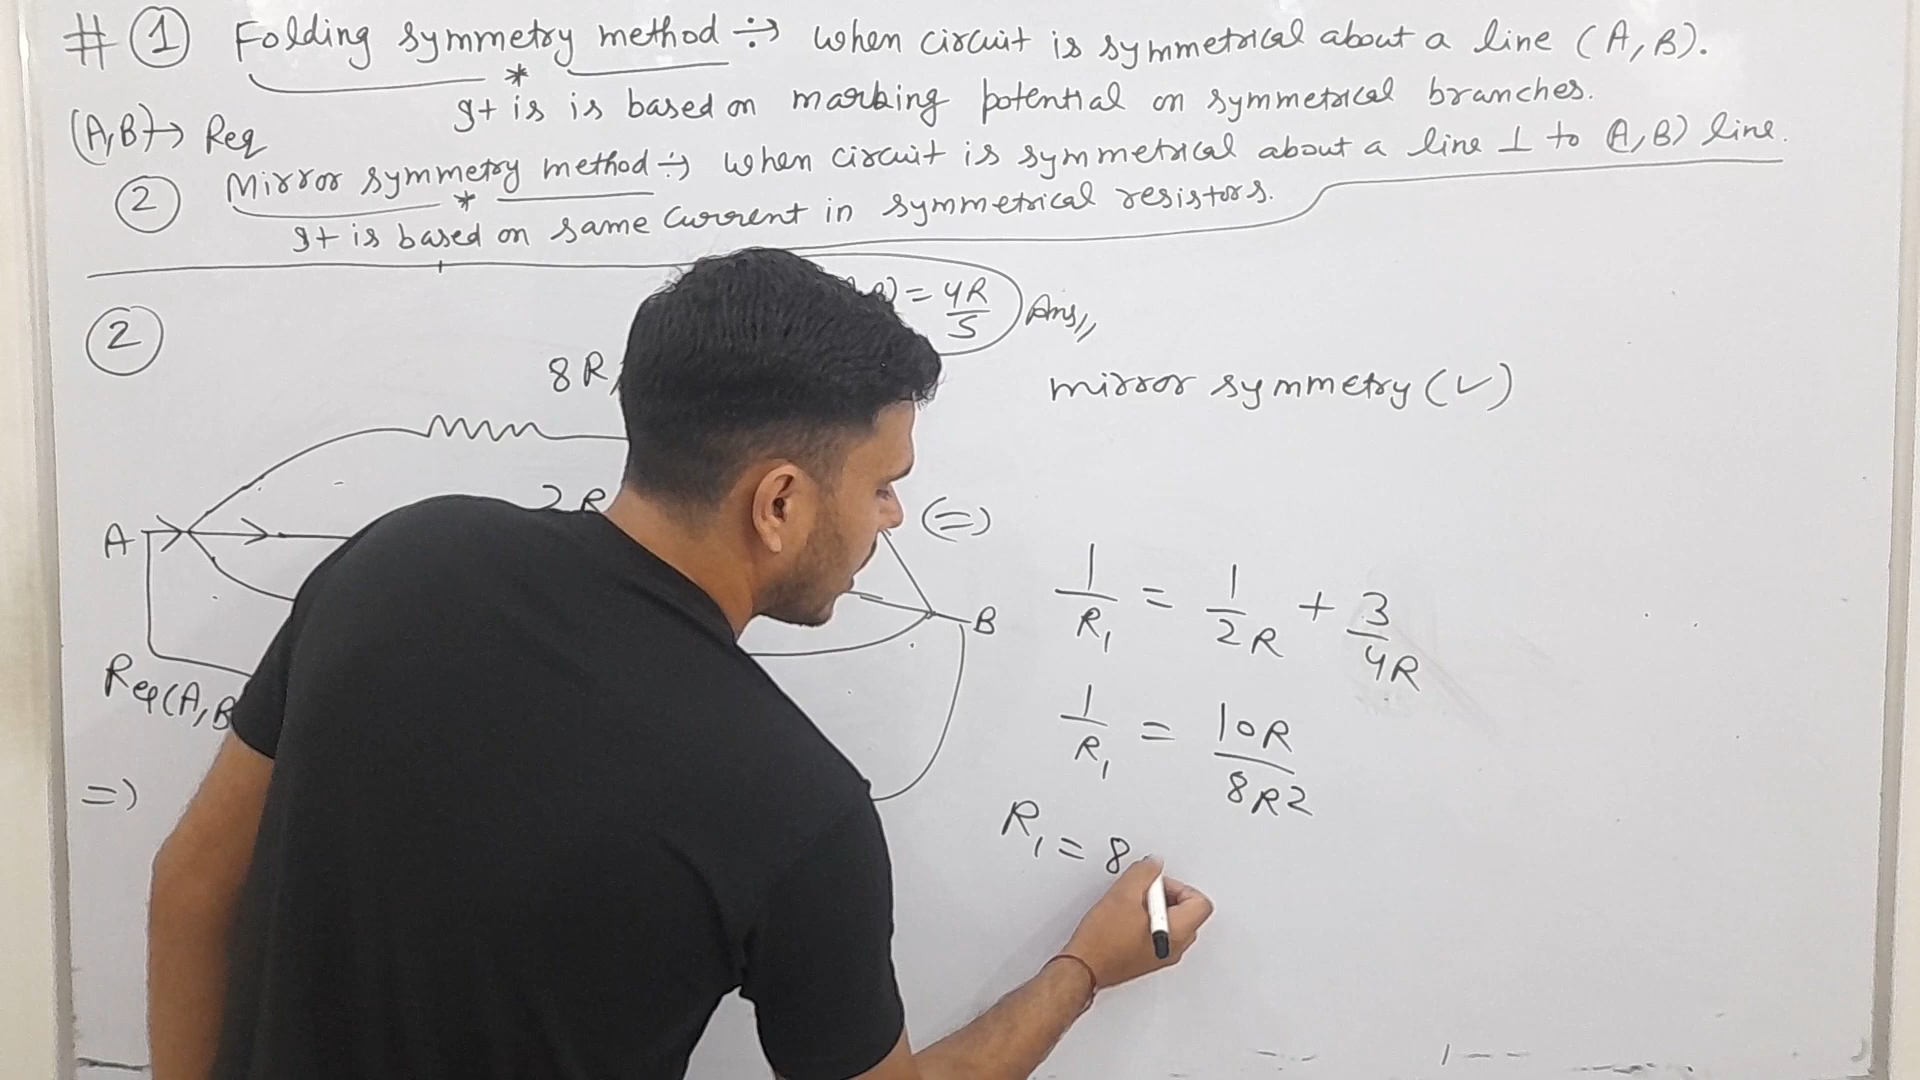 # ① Folding symmetry method ÷→ when circuit is symmetrical about a line (A, B).
* It is is based on marking potential on symmetrical branches.
(A,B) → Req
② Mirror symmetry method ÷→ when circuit is symmetrical about a line ⊥ to (A, B) line.
* It is based on same current in symmetrical resistors.
②
) = 4R/5 Ans,,
8R
mirror symmetry (✓)
2R
A
(=)
B
1/R₁ = 1/2R + 3/4R
Req(A,B
1/R₁ = 10R/8R2
=)
R₁ = 8